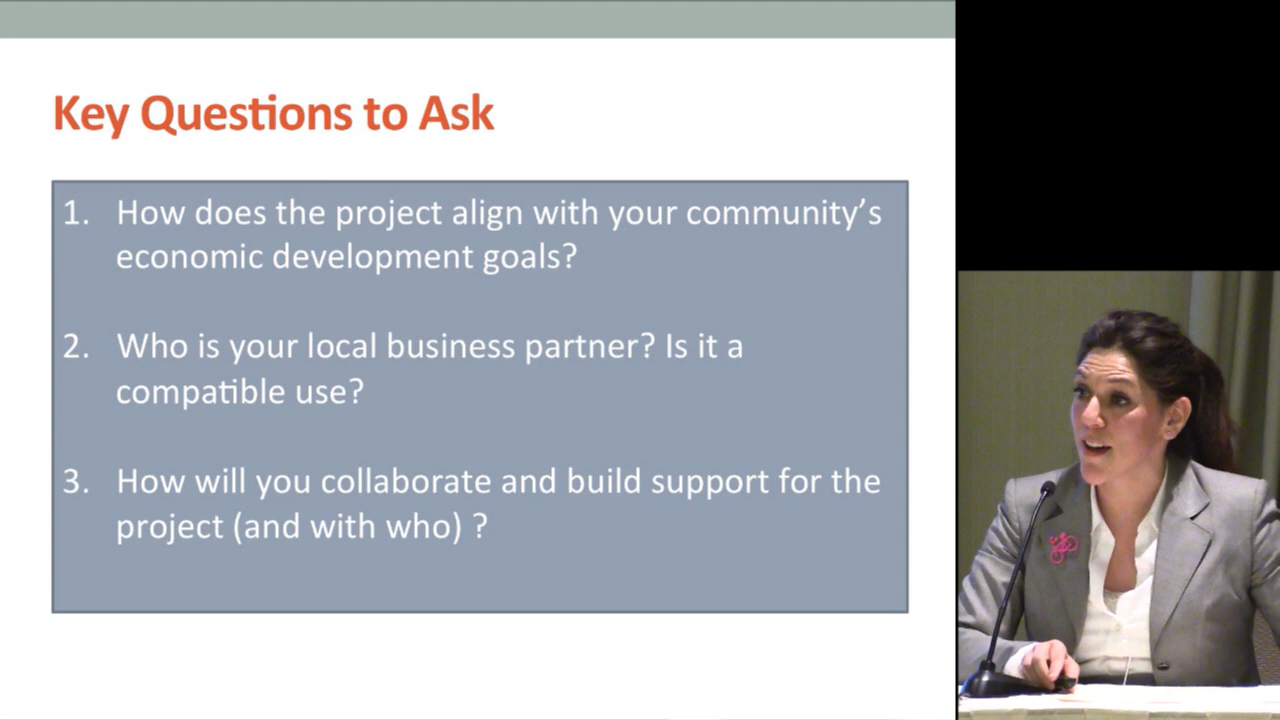 Key Questions to Ask
1. How does the project align with your community’s
economic development goals?
2. Who is your local business partner? Is it a
compatible use?
3. How will you collaborate and build support for the
project (and with who) ?